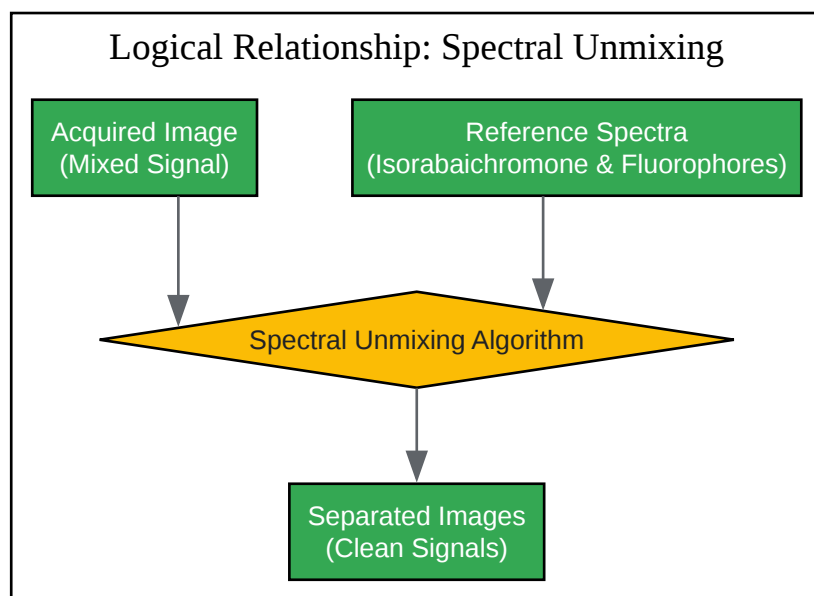 Logical Relationship: Spectral Unmixing
Acquired Image
(Mixed Signal)
Reference Spectra
(Isorabaichromone & Fluorophores)
Spectral Unmixing Algorithm
Separated Images
(Clean Signals)